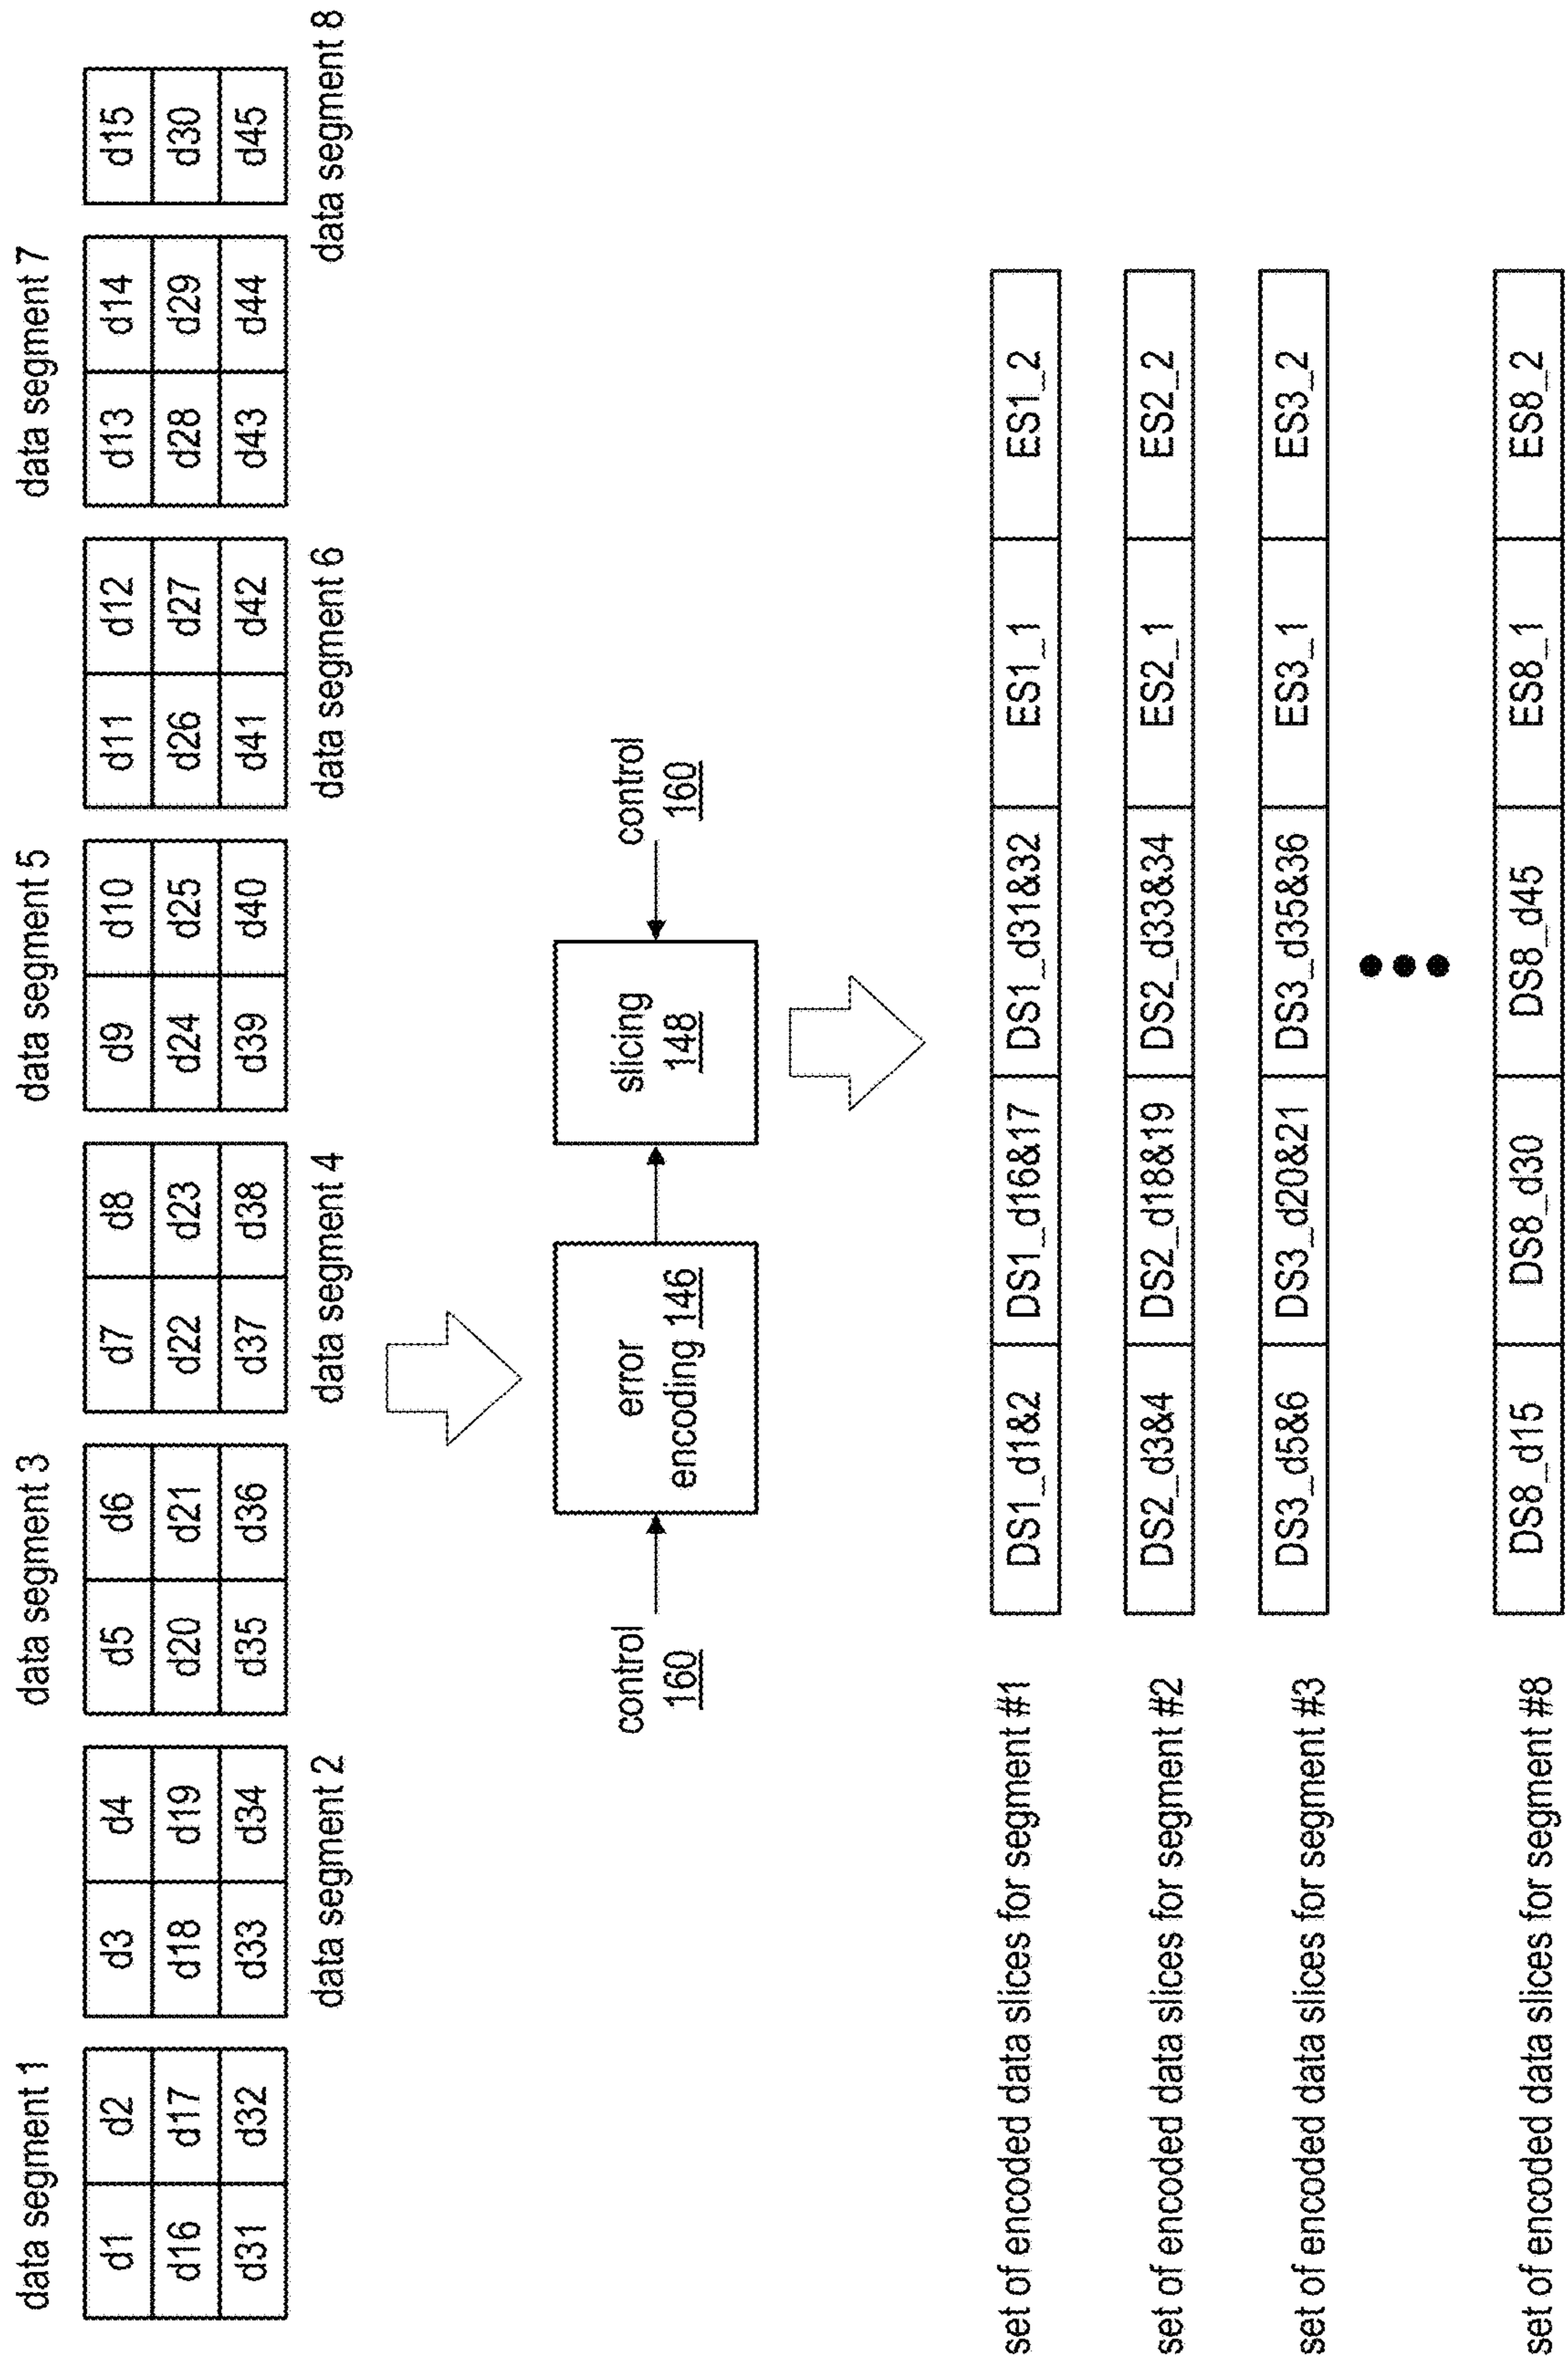 data segment 1
data segment 3
data segment 5
data segment 7
d1 d2 d3 d4 d5 d6 d7 d8 d9 d10 d11 d12 d13 d14 d15
d16 d17 d18 d19 d20 d21 d22 d23 d24 d25 d26 d27 d28 d29 d30
d31 d32 d33 d34 d35 d36 d37 d38 d39 d40 d41 d42 d43 d44 d45
data segment 2
data segment 4
data segment 6
data segment 8
control
160
error
encoding 146
slicing
148
control
160
set of encoded data slices for segment #1 DS1_d1&2 DS1_d16&17 DS1_d31&32 ES1_1 ES1_2
set of encoded data slices for segment #2 DS2_d3&4 DS2_d18&19 DS2_d33&34 ES2_1 ES2_2
set of encoded data slices for segment #3 DS3_d5&6 DS3_d20&21 DS3_d35&36 ES3_1 ES3_2
set of encoded data slices for segment #8 DS8_d15 DS8_d30 DS8_d45 ES8_1 ES8_2